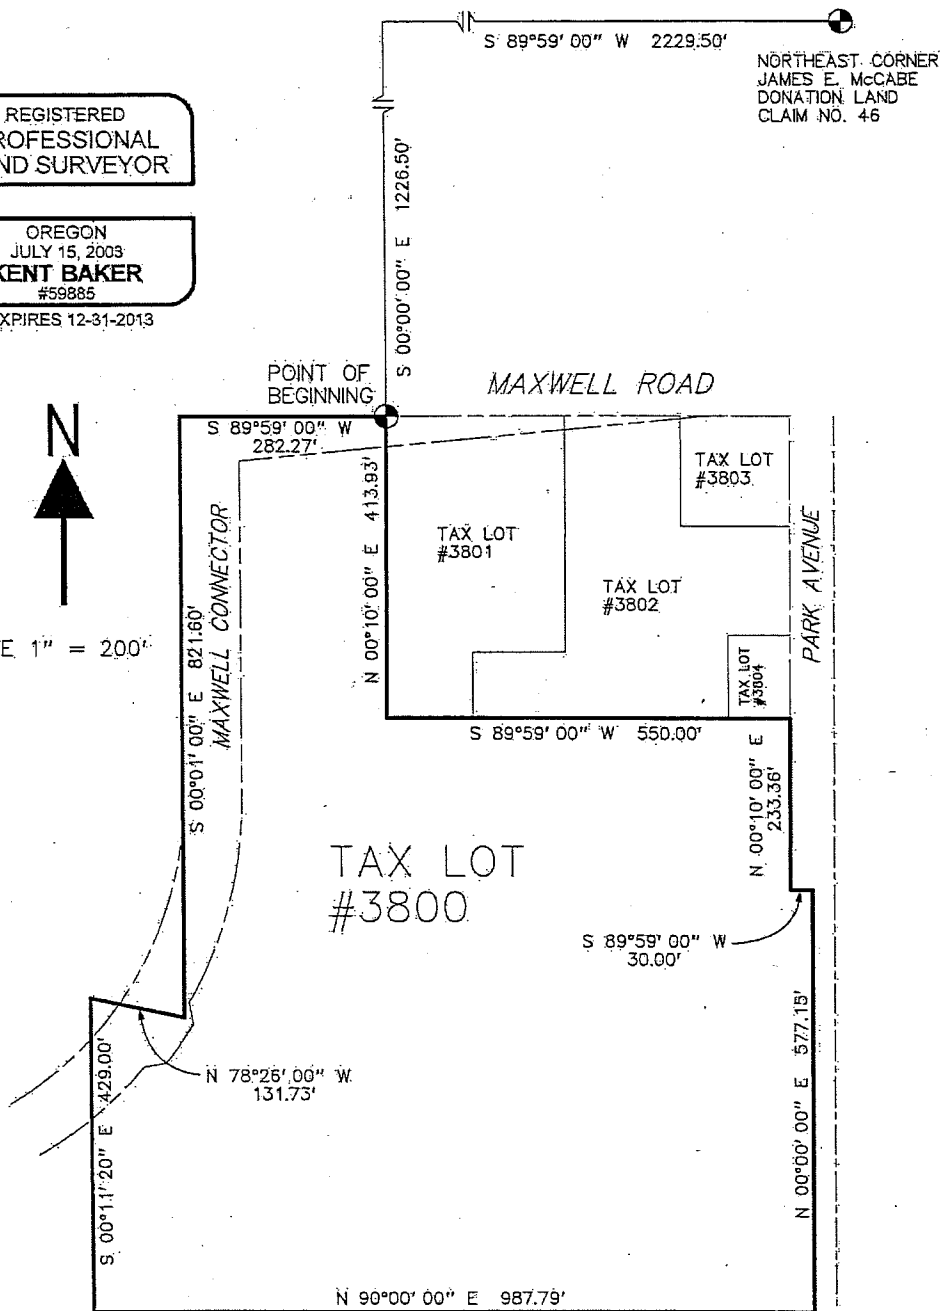 S 89°59' 00" W 2229.50'
NORTHEAST CORNER
JAMES E. McCABE
DONATION LAND
CLAIM NO. 46
REGISTERED
ROFESSIONAL
ND SURVEYOR
OREGON
JULY 15, 2003
KENT BAKER
#59885
XPIRES 12-31-2013
S 00°00' 00" E 1226.50'
POINT OF
BEGINNING
MAXWELL ROAD
N
S 89°59' 00" W
282.27'
N 00°10' 00" E 413.93'
TAX LOT
#3803
TAX LOT
#3801
TAX LOT
#3802
TAX LOT
#3804
PARK AVENUE
MAXWELL CONNECTOR
S 00°01' 00" E 821.60'
E 1" = 200'
S 89°59' 00" W 550.00'
N 00°10' 00" E
233.36'
TAX LOT
#3800
S 89°59' 00" W
30.00'
N 00°00' 00" E 577.15'
N 78°26' 00" W
131.73'
S 00°11' 20" E 429.00'
N 90°00' 00" E 987.79'